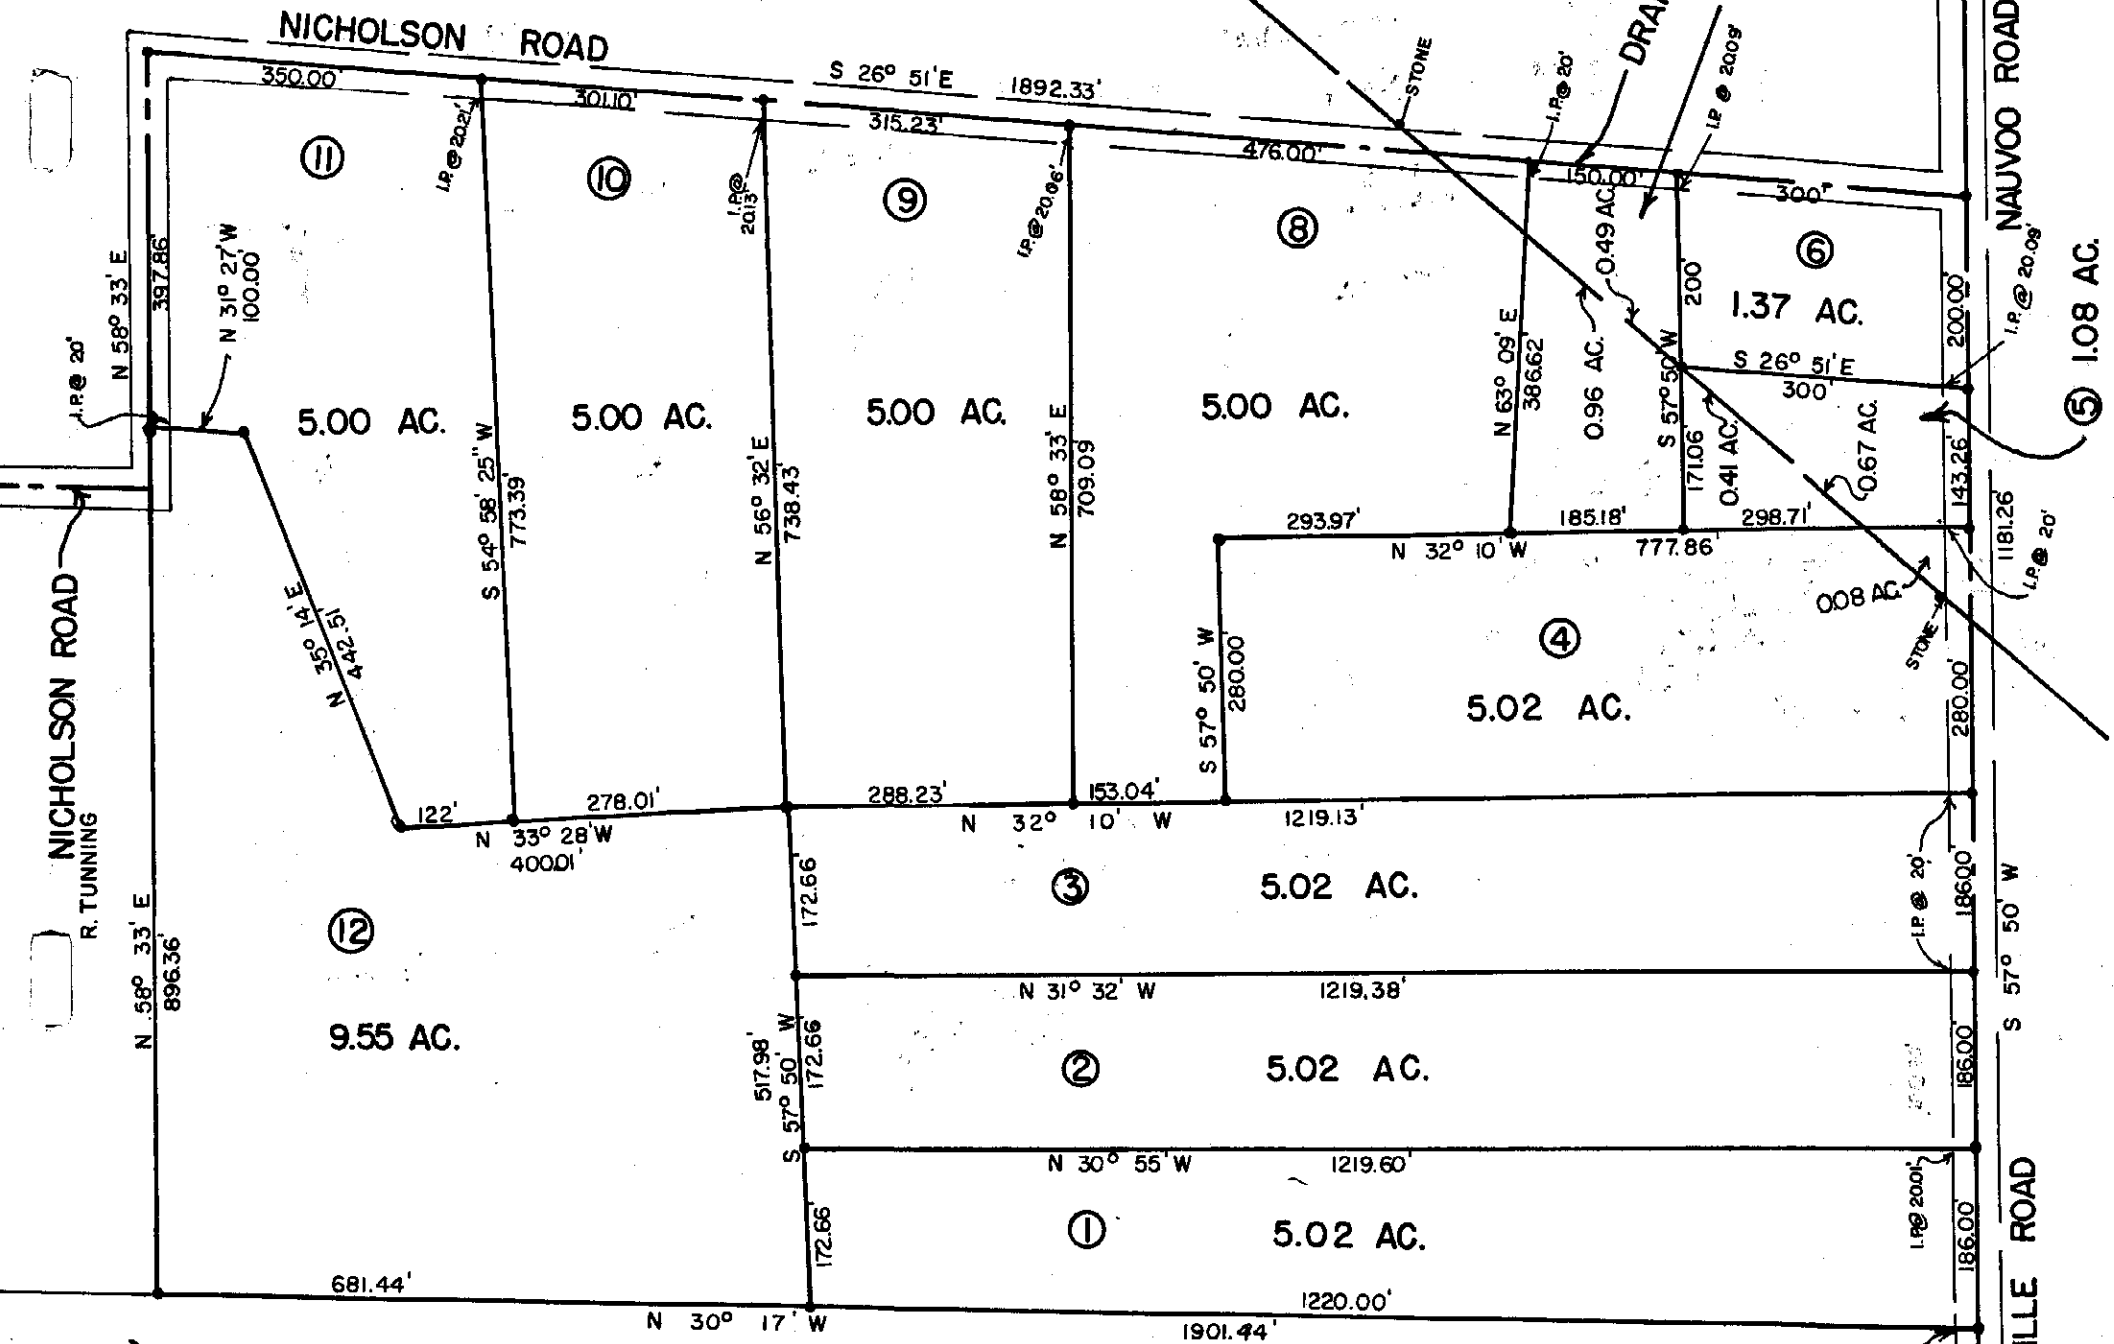 NICHOLSON ROAD
S 26° 51' E 1892.33'
350.00'
301.10'
315.23'
476.00'
150.00'
300'
STONE
I.P. @ 20'
I.P. @ 20.09'
NAUVOO ROAD
I.P. @ 20.21'
I.P. @ 20.13'
I.P. @ 20.06'
11
10
9
8
6
1.37 AC.
0.49 AC.
200'
200.00'
I.P. @ 20.09'
5 1.08 AC.
N 58° 33' E
397.86'
N 31° 27' W
100.00'
I.P. @ 20'
5.00 AC.
5.00 AC.
5.00 AC.
5.00 AC.
S 54° 58' 25" W
773.39'
N 56° 32' E
738.43'
N 58° 33' E
709.09
N 63° 09' E
386.62'
0.96 AC.
S 57° 50' W
171.06
0.41 AC.
S 26° 51' E
300'
0.67 AC.
143.26'
1181.26
293.97'
185.18'
298.71'
N 32° 10' W
777.86'
I.P. @ 20'
0.08 AC.
STONE
NICHOLSON ROAD
R. TUNNING
N 35° 14' E
442.51'
S 57° 50' W
280.00'
4
5.02 AC.
280.00'
122'
278.01'
288.23'
153.04'
N 33° 28' W
400.01'
N 32° 10' W
1219.13'
172.66'
3
5.02 AC.
186.00'
I.P. @ 20'
S 57° 50' W
12
9.55 AC.
N 58° 33' E
896.36'
N 31° 32' W 1219.38'
517.98'
S 57° 50' W
172.66'
2
5.02 AC.
186.00'
N 30° 55' W 1219.60'
172.66'
1
5.02 AC.
I.P. @ 20.01'
186.00'
ILLE ROAD
681.44'
1220.00'
N 30° 17' W
1901.44'